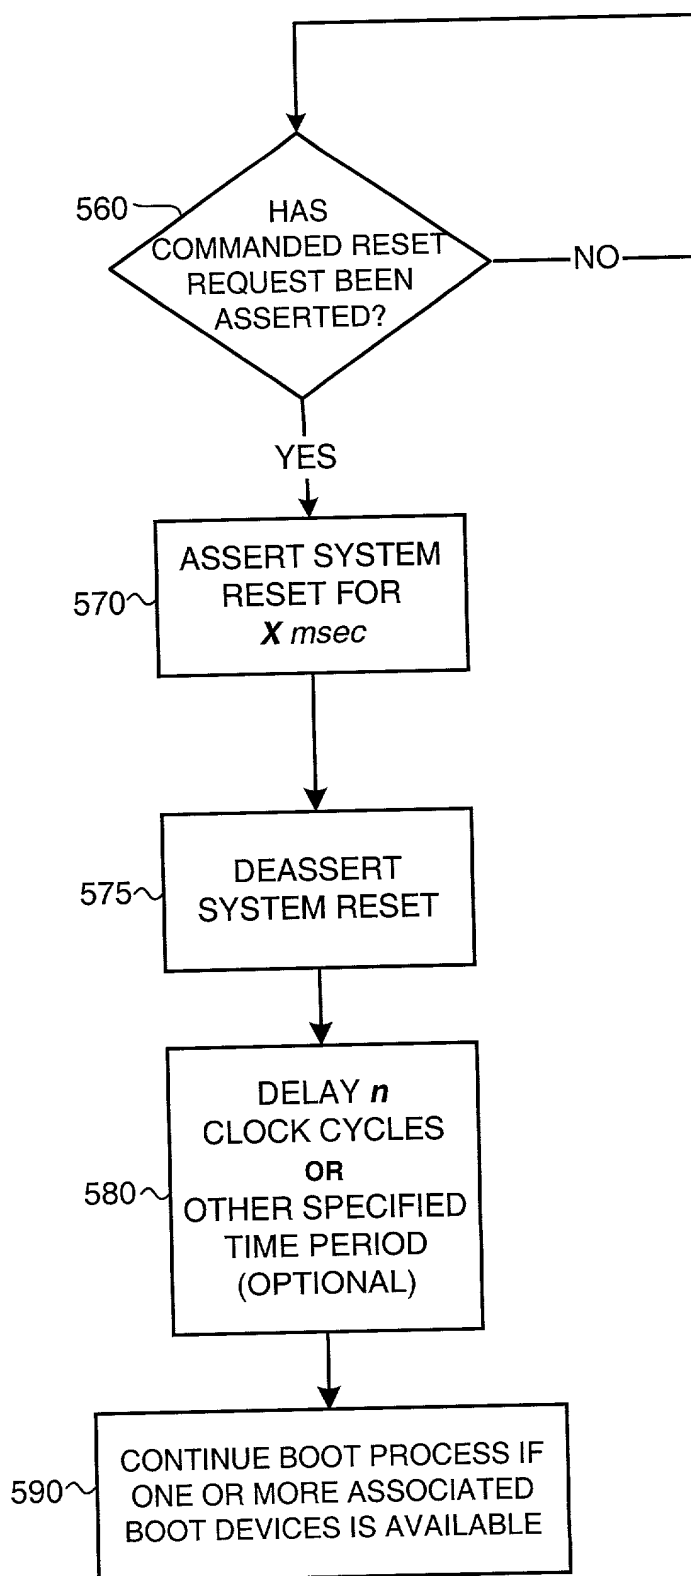 560
HAS
COMMANDED RESET
REQUEST BEEN
ASSERTED?
NO
YES
570
ASSERT SYSTEM
RESET FOR
X msec
575
DEASSERT
SYSTEM RESET
580
DELAY n
CLOCK CYCLES
OR
OTHER SPECIFIED
TIME PERIOD
(OPTIONAL)
590
CONTINUE BOOT PROCESS IF
ONE OR MORE ASSOCIATED
BOOT DEVICES IS AVAILABLE